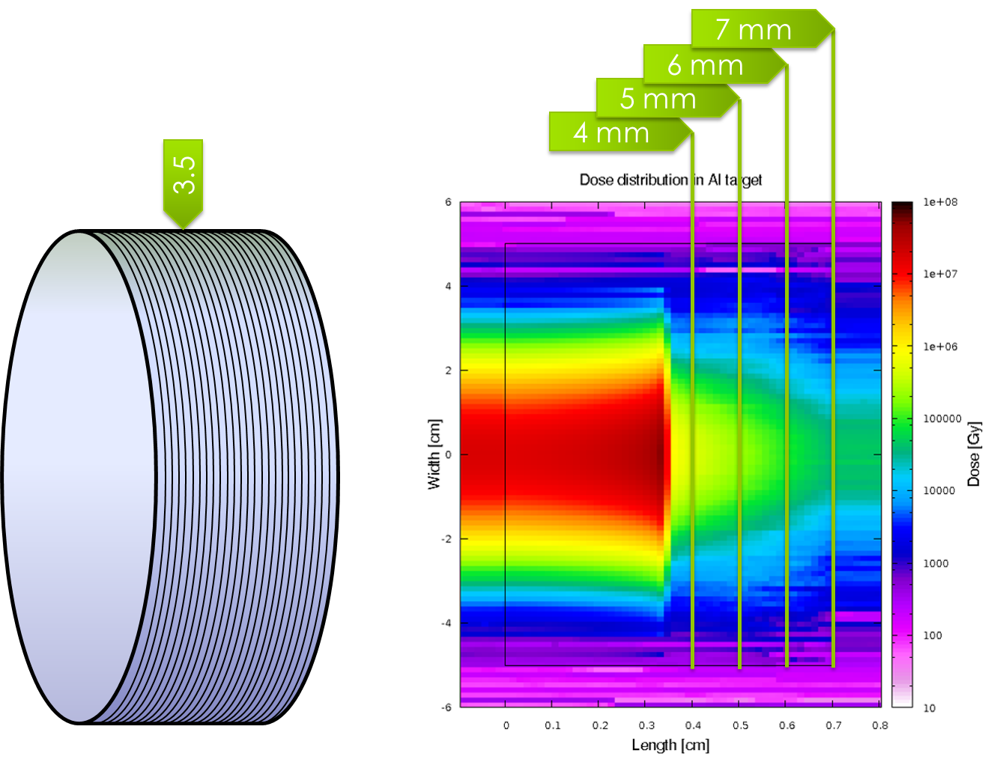 7 mm
6 mm
5 mm
4 mm
3.5
Dose distribution in Al target
6
4
2
0
-2
-4
-6
Width [cm]
0 0.1 0.2 0.3 0.4 0.5 0.6 0.7 0.8
Length [cm]
1e+08
1e+07
1e+06
100000
10000
1000
100
10
Dose [Gy]